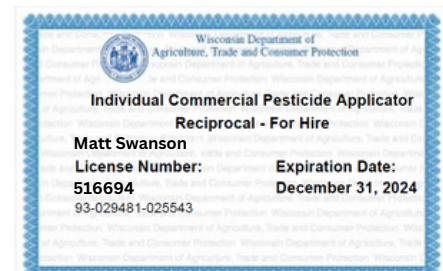 Wisconsin Department of
Agriculture, Trade and Consumer Protection
Individual Commercial Pesticide Applicator
Reciprocal - For Hire
Matt Swanson
License Number:
Expiration Date:
516694
December 31, 2024
93-029481-025543